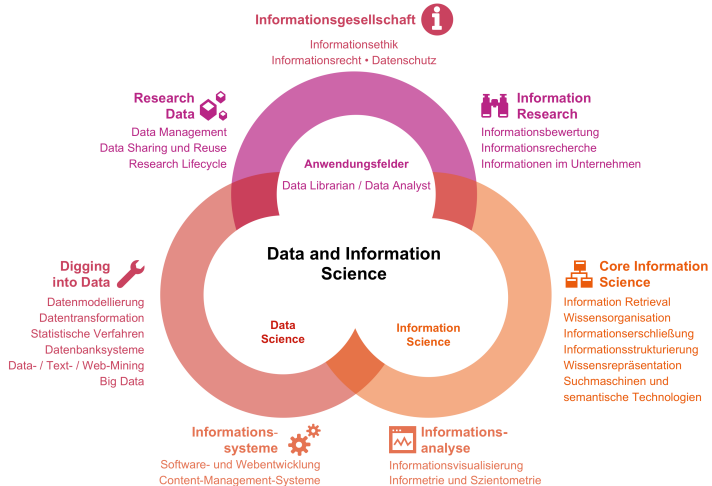 Informationsgesellschaft
Informationsethik
Informationsrecht • Datenschutz
Research
Data
Data Management
Data Sharing und Reuse
Research Lifecycle
Information
Research
Informationsbewertung
Informationsrecherche
Informationen im Unternehmen
Anwendungsfelder
Data Librarian / Data Analyst
Data and Information
Science
Data
Science
Information
Science
Digging
into Data
Datenmodellierung
Datentransformation
Statistische Verfahren
Datenbanksysteme
Data- / Text- / Web-Mining
Big Data
Core Information
Science
Information Retrieval
Wissensorganisation
Informationserschließung
Informationsstrukturierung
Wissensrepräsentation
Suchmaschinen und
semantische Technologien
Informations-
systeme
Software- und Webentwicklung
Content-Management-Systeme
Informations-
analyse
Informationsvisualisierung
Informetrie und Szientometrie